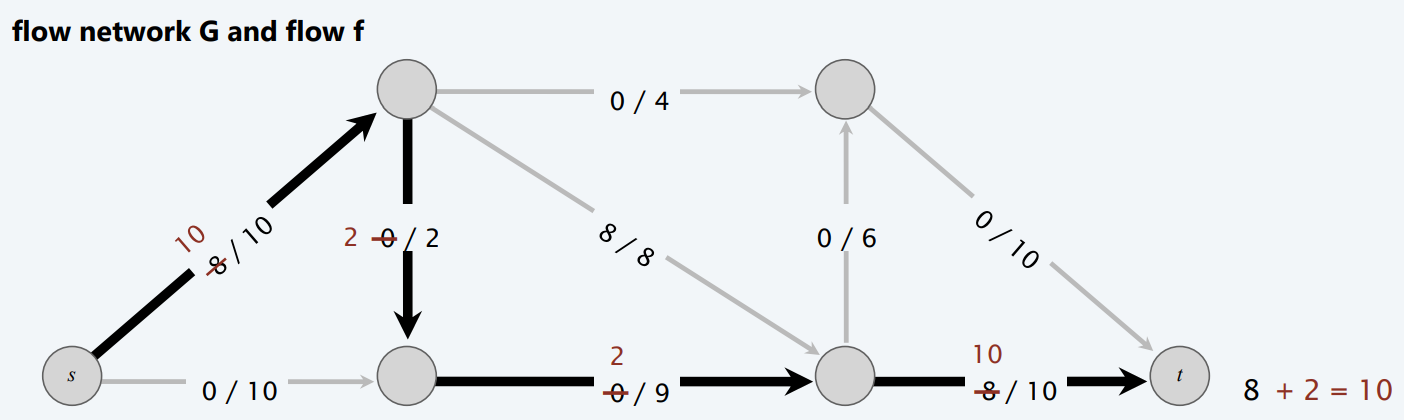 flow network G and flow f
0 / 4
10
8 / 10
2 0 / 2
8 / 8
0 / 6
0 / 10
s
0 / 10
2
0 / 9
10
8 / 10
t
8 + 2 = 10